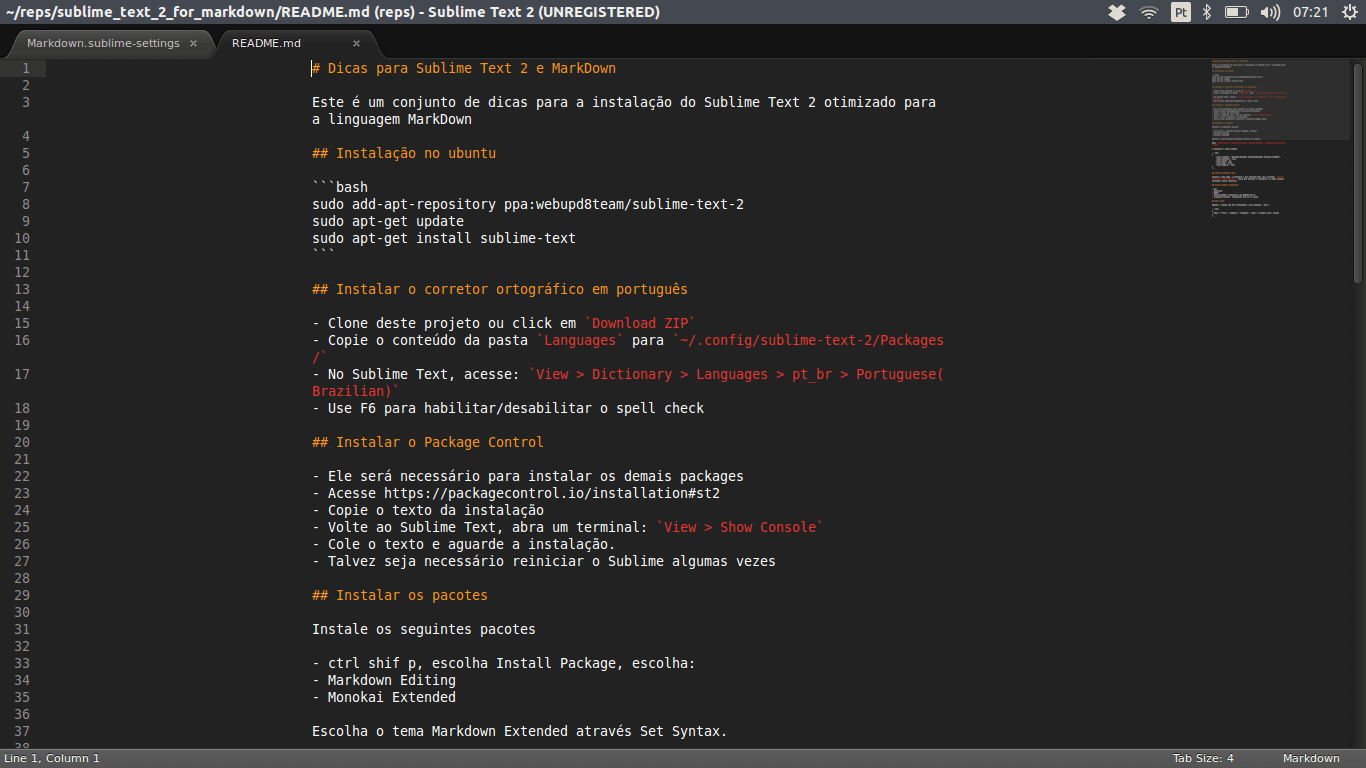 ~/reps/sublime_text_2_for_markdown/README.md (reps) - Sublime Text 2 (UNREGISTERED)
Pt
07:21
Markdown.sublime-settings ×
README.md ×
1 # Dicas para Sublime Text 2 e MarkDown
2
3 Este é um conjunto de dicas para a instalação do Sublime Text 2 otimizado para
a linguagem MarkDown
4
5 ## Instalação no ubuntu
6
7 ```bash
8 sudo add-apt-repository ppa:webupd8team/sublime-text-2
9 sudo apt-get update
10 sudo apt-get install sublime-text
11 ```
12
13 ## Instalar o corretor ortográfico em português
14
15 - Clone deste projeto ou click em `Download ZIP`
16 - Copie o conteúdo da pasta `Languages` para `~/.config/sublime-text-2/Packages
/`
17 - No Sublime Text, acesse: `View > Dictionary > Languages > pt_br > Portuguese(
Brazilian)`
18 - Use F6 para habilitar/desabilitar o spell check
19
20 ## Instalar o Package Control
21
22 - Ele será necessário para instalar os demais packages
23 - Acesse https://packagecontrol.io/installation#st2
24 - Copie o texto da instalação
25 - Volte ao Sublime Text, abra um terminal: `View > Show Console`
26 - Cole o texto e aguarde a instalação.
27 - Talvez seja necessário reiniciar o Sublime algumas vezes
28
29 ## Instalar os pacotes
30
31 Instale os seguintes pacotes
32
33 - ctrl shif p, escolha Install Package, escolha:
34 - Markdown Editing
35 - Monokai Extended
36
37 Escolha o tema Markdown Extended através Set Syntax.
38
Line 1, Column 1
Tab Size: 4
Markdown